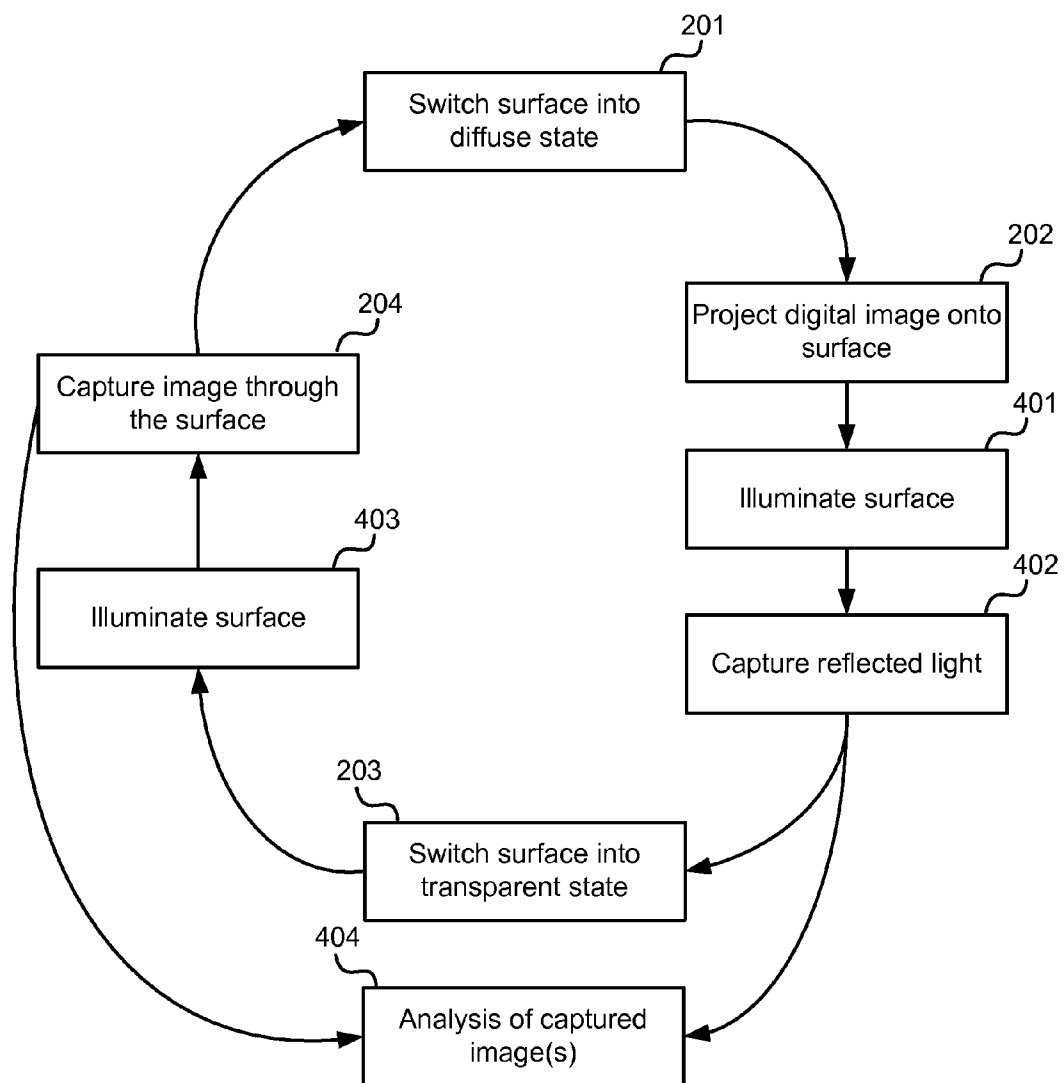 201
Switch surface into
diffuse state
202
Project digital image onto
surface
204
Capture image through
the surface
401
Illuminate surface
403
Illuminate surface
402
Capture reflected light
203
Switch surface into
transparent state
404
Analysis of captured
image(s)